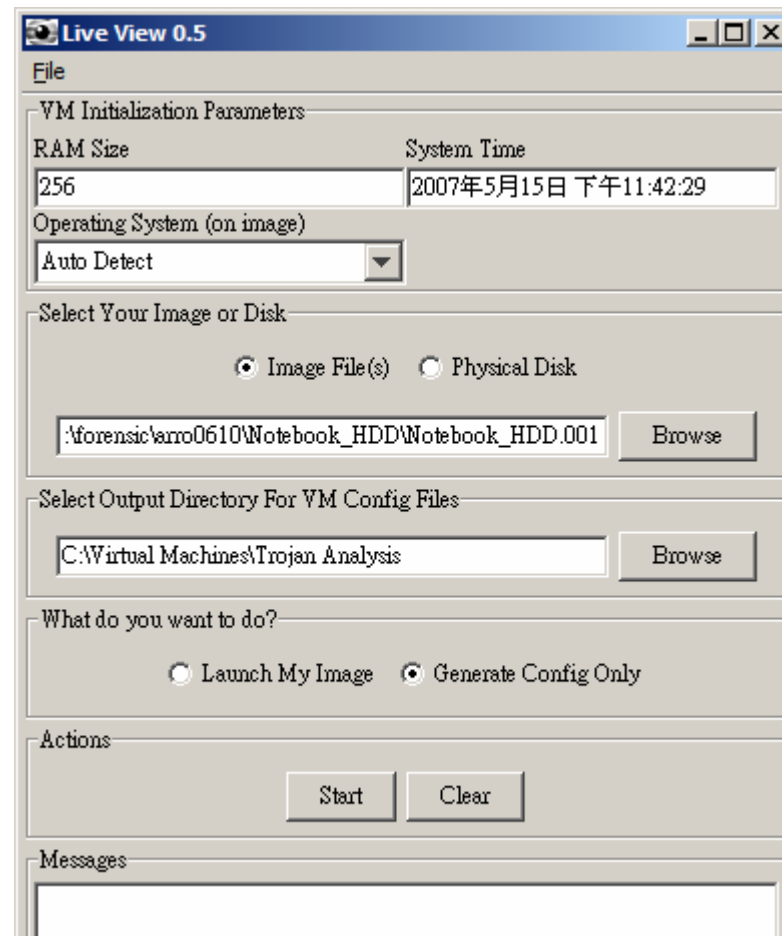 Live View 0.5
File
VM Initialization Parameters
RAM Size System Time
256 2007年5月15日 下午11:42:29
Operating System (on image)
Auto Detect
Select Your Image or Disk
Image File(s) Physical Disk
:\forensic\arro0610\Notebook_HDD\Notebook_HDD.001 Browse
Select Output Directory For VM Config Files
C:\Virtual Machines\Trojan Analysis Browse
What do you want to do?
Launch My Image Generate Config Only
Actions
Start Clear
Messages